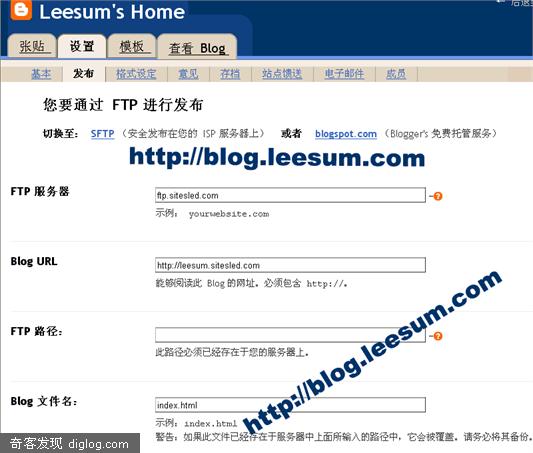 Leesum's Home
张贴 设置 模板 查看 Blog
基本 发布 格式设定 意见 存档 站点馈送 电子邮件 成员
您要通过 FTP 进行发布
切换至： SFTP （安全发布在您的 ISP 服务器上） 或者 blogspot.com （Blogger's 免费托管服务）
http://blog.leesum.com
FTP 服务器 ftp.sitesled.com
示例： yourwebsite.com
Blog URL http://leesum.sitesled.com
能够阅读此 Blog 的网址。必须包含 http://。
FTP 路径：
此路径必须已经存在于您的服务器上。
http://blog.leesum.com
Blog 文件名： index.html
示例：index.html
警告：如果此文件已经存在于服务器中上面所输入的路径中，它会被覆盖。请务必将其备份。
奇客发现 diglog.com